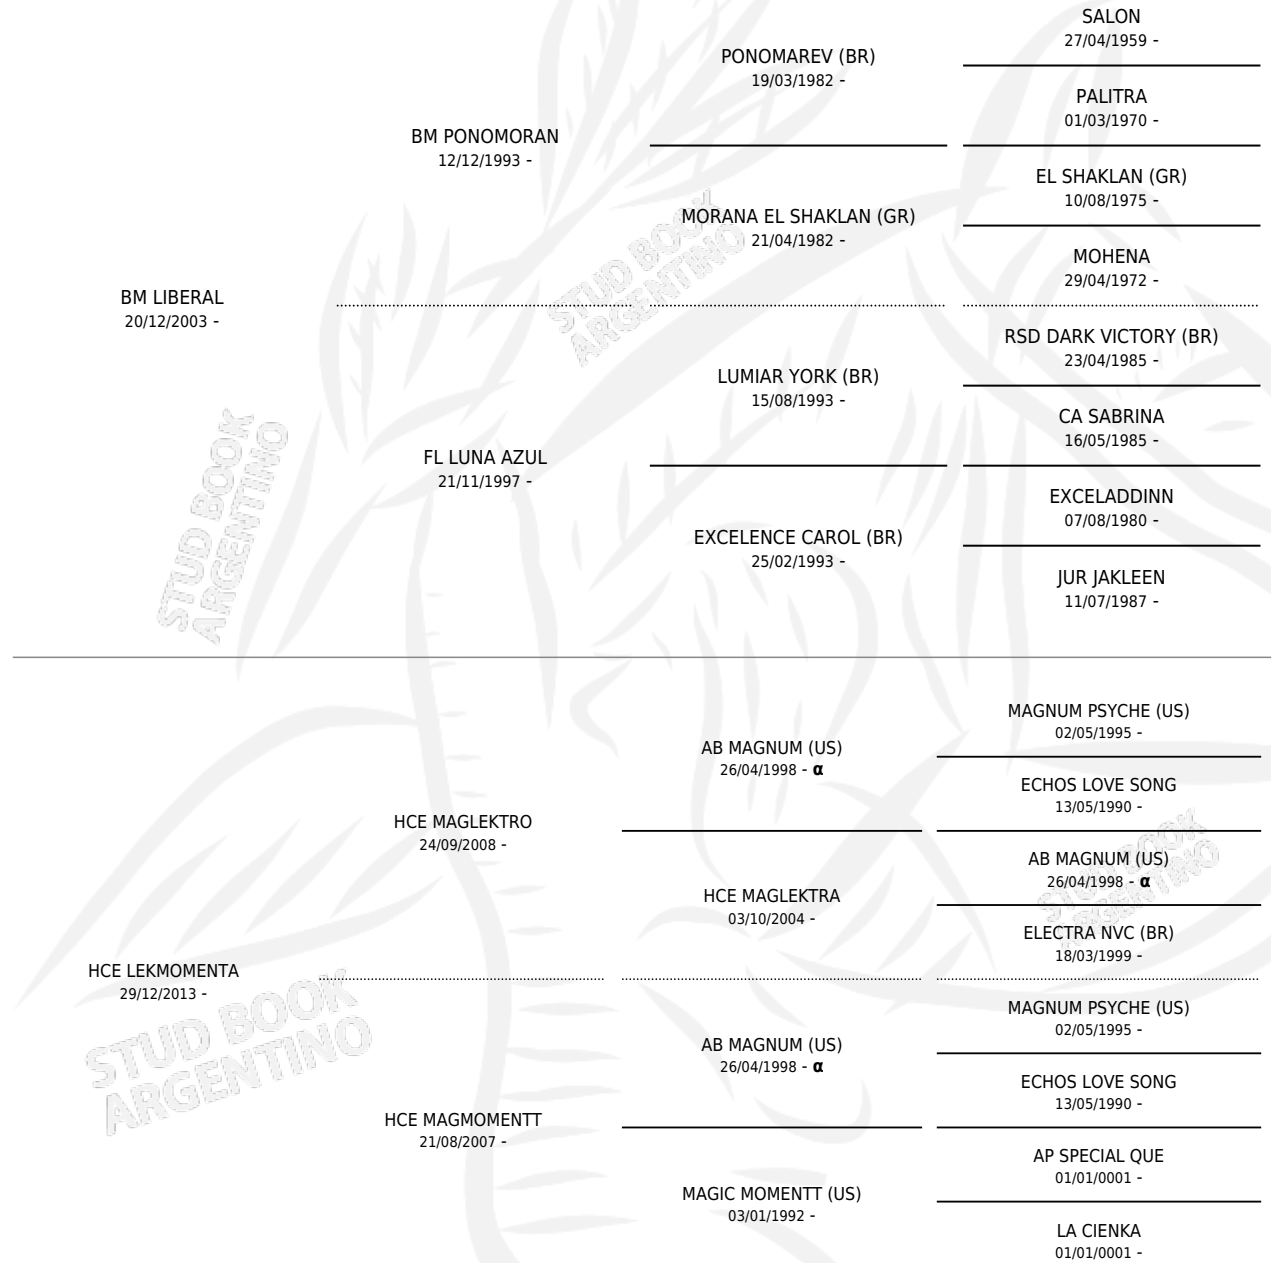 SALON
27/04/1959 -
PONOMAREV (BR)
19/03/1982 -
PALITRA
01/03/1970 -
BM PONOMORAN
12/12/1993 -
EL SHAKLAN (GR)
10/08/1975 -
MORANA EL SHAKLAN (GR)
21/04/1982 -
MOHENA
29/04/1972 -
BM LIBERAL
20/12/2003 -
RSD DARK VICTORY (BR)
23/04/1985 -
LUMIAR YORK (BR)
15/08/1993 -
CA SABRINA
16/05/1985 -
FL LUNA AZUL
21/11/1997 -
EXCELADDINN
07/08/1980 -
EXCELENCE CAROL (BR)
25/02/1993 -
JUR JAKLEEN
11/07/1987 -
STUD BOOK
ARGENTINO
STUD BOOK
ARGENTINO
MAGNUM PSYCHE (US)
02/05/1995 -
AB MAGNUM (US)
26/04/1998 - α
ECHOS LOVE SONG
13/05/1990 -
HCE MAGLEKTRO
24/09/2008 -
AB MAGNUM (US)
26/04/1998 - α
HCE MAGLEKTRA
03/10/2004 -
ELECTRA NVC (BR)
18/03/1999 -
HCE LEKMOMENTA
29/12/2013 -
MAGNUM PSYCHE (US)
02/05/1995 -
AB MAGNUM (US)
26/04/1998 - α
ECHOS LOVE SONG
13/05/1990 -
HCE MAGMOMENTT
21/08/2007 -
AP SPECIAL QUE
01/01/0001 -
MAGIC MOMENTT (US)
03/01/1992 -
LA CIENKA
01/01/0001 -
STUD BOOK
ARGENTINO
STUD BOOK
ARGENTINO